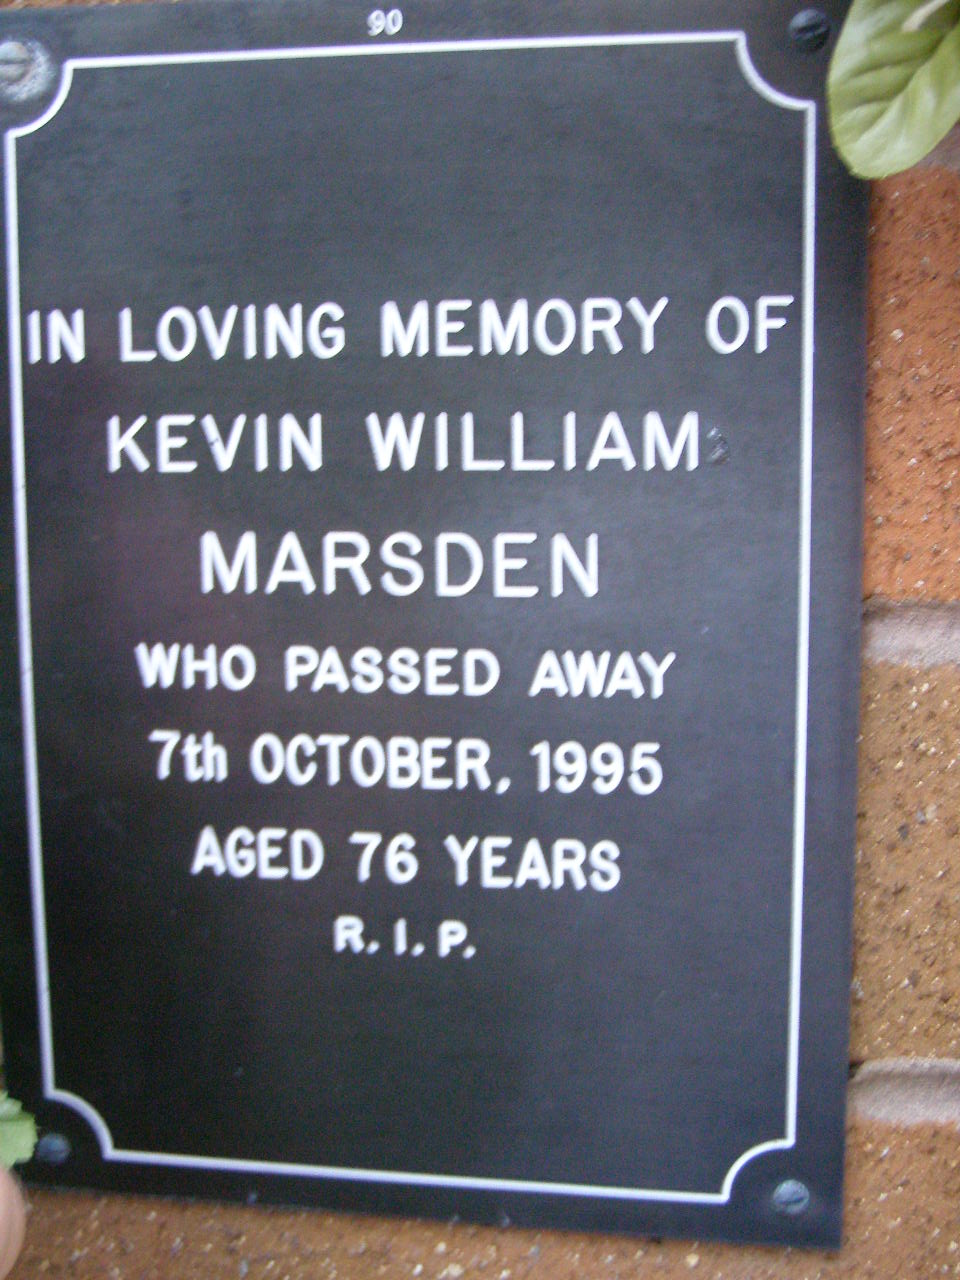 90
IN LOVING MEMORY OF
KEVIN WILLIAM
MARSDEN
WHO PASSED AWAY
7th OCTOBER, 1995
AGED 76 YEARS
R. I. P.